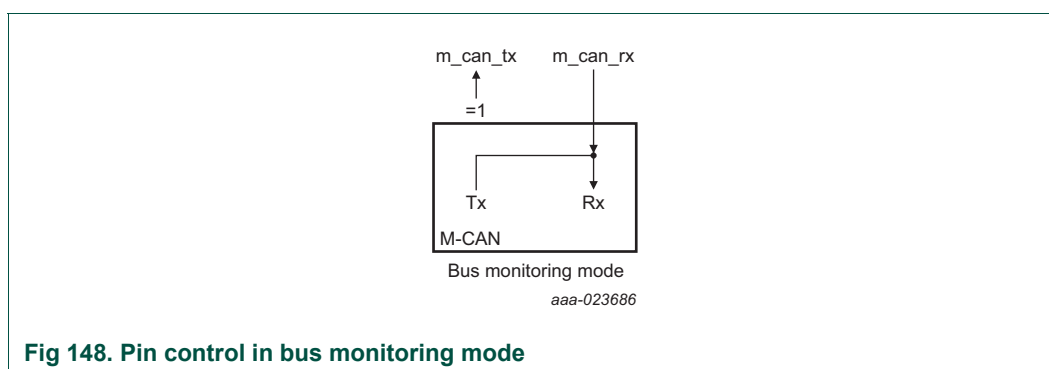 m_can_tx m_can_rx
=1
Tx Rx
M-CAN
Bus monitoring mode
aaa-023686
Fig 148. Pin control in bus monitoring mode